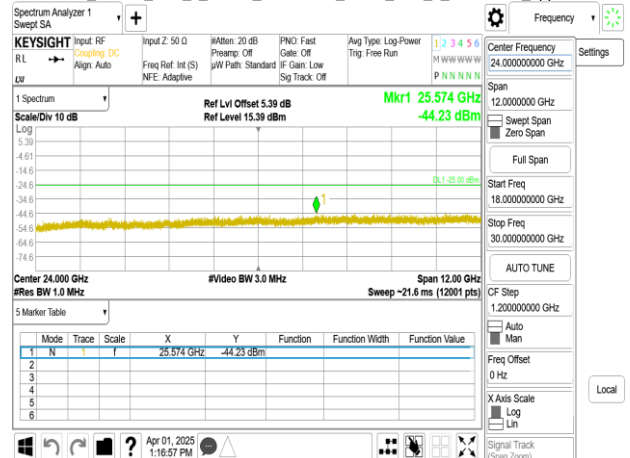 Spectrum Analyzer 1
Swept SA
Frequency
KEYSIGHT
Input: RF
Input Z: 50 Ω
#Atten: 20 dB
PNO: Fast
Avg Type: Log-Power
1 2 3 4 5 6
RL
Coupling: DC
Preamp: Off
Gate: Off
Trig: Free Run
Align: Auto
Freq Ref: Int (S)
µW Path: Standard
IF Gain: Low
M W W W W W
NFE: Adaptive
Sig Track: Off
P N N N N N
LXI
Center Frequency
24.000000000 GHz
Settings
Span
12.0000000 GHz
Swept Span
Zero Span
Full Span
Start Freq
18.000000000 GHz
Stop Freq
30.000000000 GHz
AUTO TUNE
CF Step
1.200000000 GHz
Auto
Man
Freq Offset
0 Hz
X Axis Scale
Log
Lin
Local
Signal Track
(Span Zoom)
1 Spectrum
Ref Lvl Offset 5.39 dB
Mkr1 25.574 GHz
Scale/Div 10 dB
Ref Level 15.39 dBm
-44.23 dBm
Log
5.39
-4.61
-14.6
DL1 -25.00 dBm
-24.6
-34.6
1
-44.6
-54.6
-64.6
-74.6
Center 24.000 GHz
#Video BW 3.0 MHz
Span 12.00 GHz
#Res BW 1.0 MHz
Sweep ~21.6 ms (12001 pts)
5 Marker Table
Mode Trace Scale X Y Function Function Width Function Value
1 N 1 f 25.574 GHz -44.23 dBm
2
3
4
5
6
?
Apr 01, 2025
1:16:57 PM